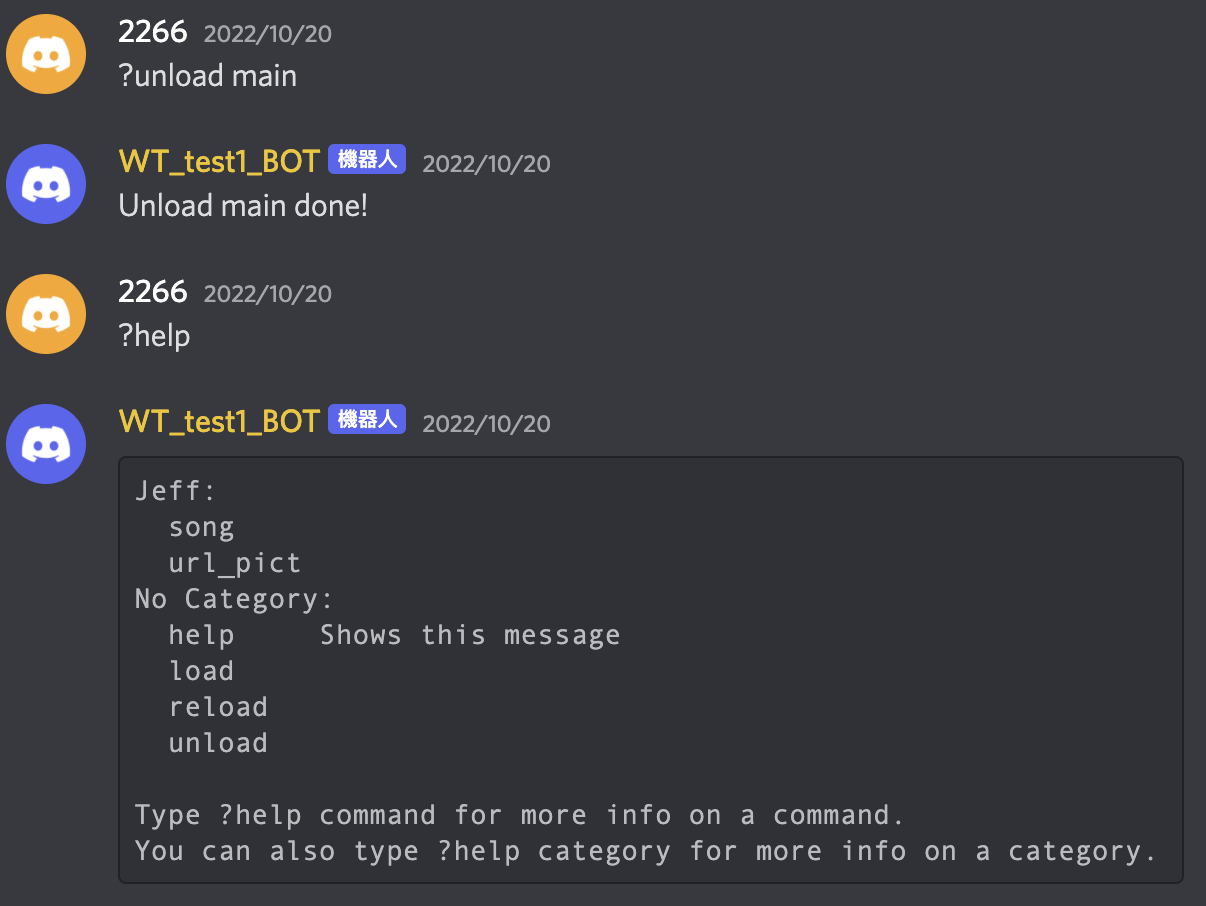 2266 2022/10/20
?unload main
WT_test1_BOT 機器人 2022/10/20
Unload main done!
2266 2022/10/20
?help
WT_test1_BOT 機器人 2022/10/20
Jeff:
  song
  url_pict
No Category:
  help     Shows this message
  load
  reload
  unload
Type ?help command for more info on a command.
You can also type ?help category for more info on a category.